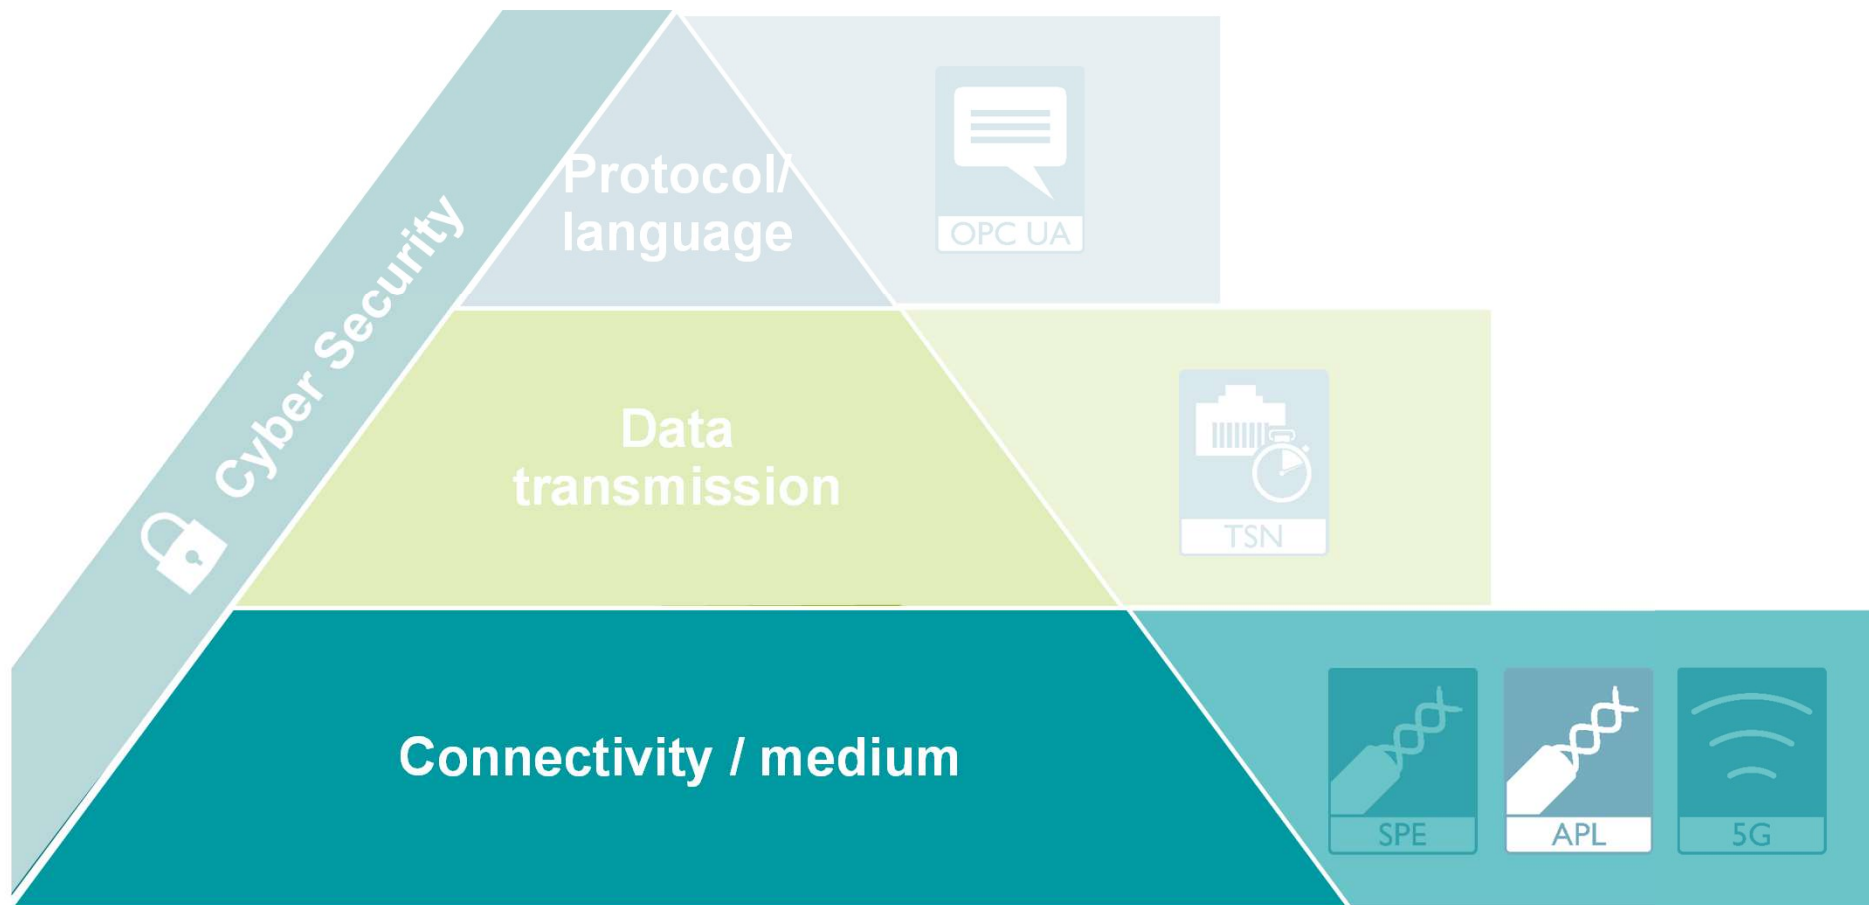 Cyber Security
Protocol/
language
OPC UA
Data
transmission
TSN
Connectivity / medium
SPE
APL
5G